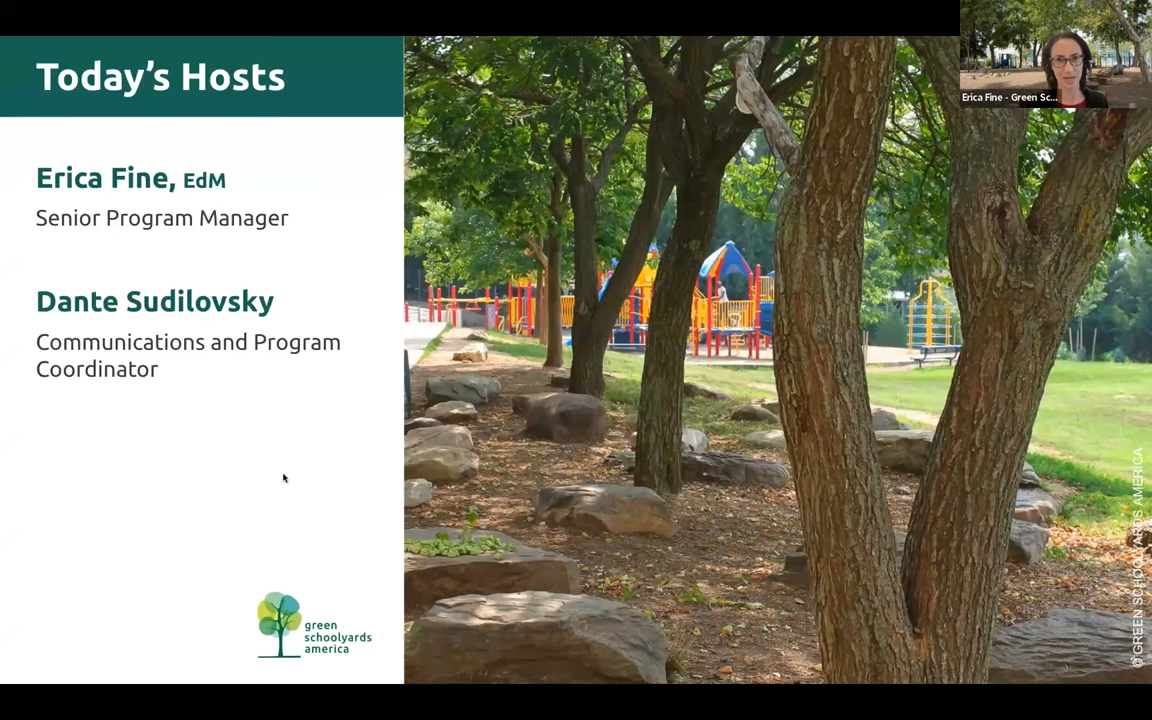 Today's Hosts
Erica Fine, EdM
Senior Program Manager
Dante Sudilovsky
Communications and Program
Coordinator
green
schoolyards
america
Erica Fine - Green Sc...
© GREEN SCHOOLYARDS AMERICA